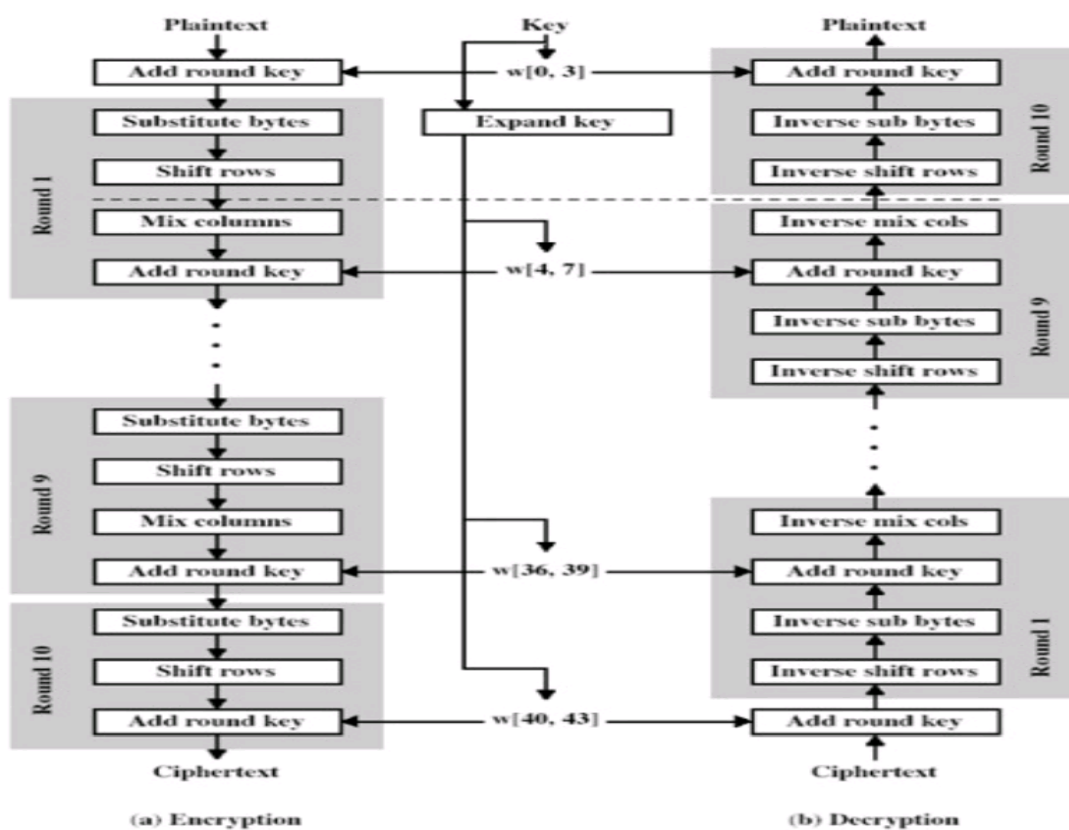 Plaintext
Add round key
Round 1
Substitute bytes
Shift rows
Mix columns
Add round key
Round 9
Substitute bytes
Shift rows
Mix columns
Add round key
Round 10
Substitute bytes
Shift rows
Add round key
Ciphertext
(a) Encryption
Key
w[0, 3]
Expand key
w[4, 7]
w[36, 39]
w[40, 43]
Plaintext
Add round key
Inverse sub bytes
Inverse shift rows
Round 10
Inverse mix cols
Add round key
Inverse sub bytes
Inverse shift rows
Round 9
Inverse mix cols
Add round key
Inverse sub bytes
Inverse shift rows
Round 1
Add round key
Ciphertext
(b) Decryption